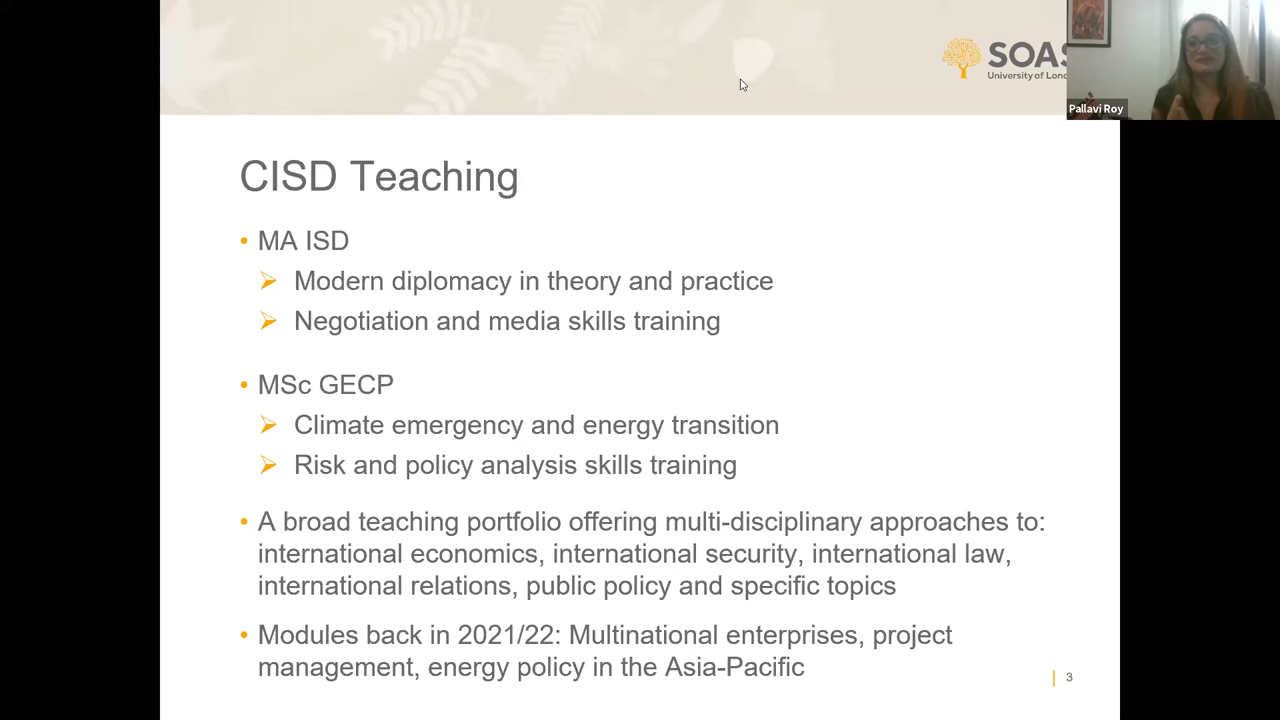 SOAS
University of Lond
Pallavi Roy
CISD Teaching
• MA ISD
➢ Modern diplomacy in theory and practice
➢ Negotiation and media skills training
• MSc GECP
➢ Climate emergency and energy transition
➢ Risk and policy analysis skills training
• A broad teaching portfolio offering multi-disciplinary approaches to:
international economics, international security, international law,
international relations, public policy and specific topics
• Modules back in 2021/22: Multinational enterprises, project
management, energy policy in the Asia-Pacific
3